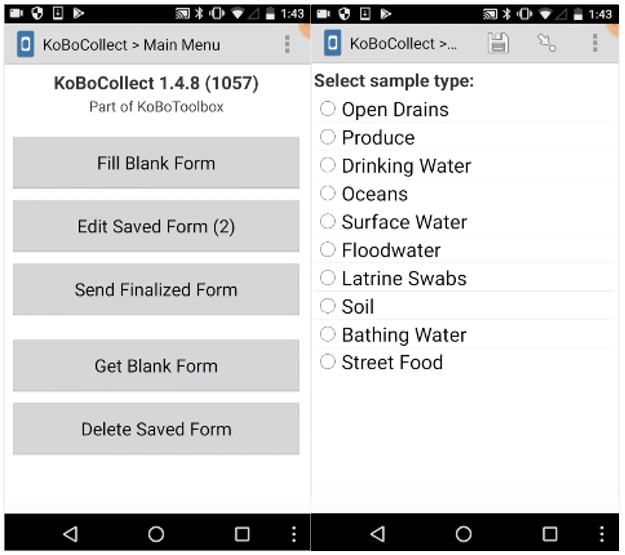 1:43
KoBoCollect > Main Menu
KoBoCollect 1.4.8 (1057)
Part of KoBoToolbox
Fill Blank Form
Edit Saved Form (2)
Send Finalized Form
Get Blank Form
Delete Saved Form
1:43
KoBoCollect >...
Select sample type:
Open Drains
Produce
Drinking Water
Oceans
Surface Water
Floodwater
Latrine Swabs
Soil
Bathing Water
Street Food